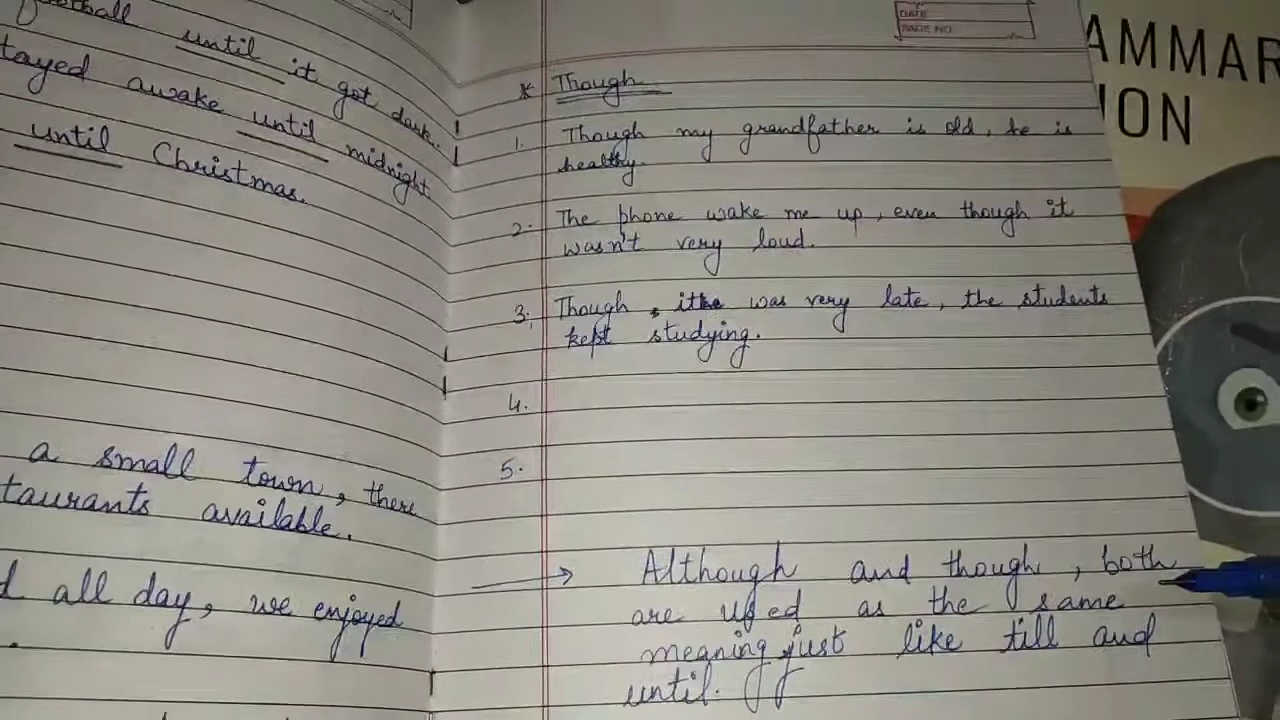 football until it got dark.
tayed awake until midnight
until Christmas.
a small town, there
taurants available.
d all day, we enjoyed
DATE
PAGE NO.
* Though
1. Though my grandfather is old, he is
healthy.
2. The phone wake me up, even though it
wasn't very loud.
3. Though, it was very late, the students
kept studying.
4.
5.
→ Although and though, both
are used as the same
meaning just like till and
until.
AMMAR
ION